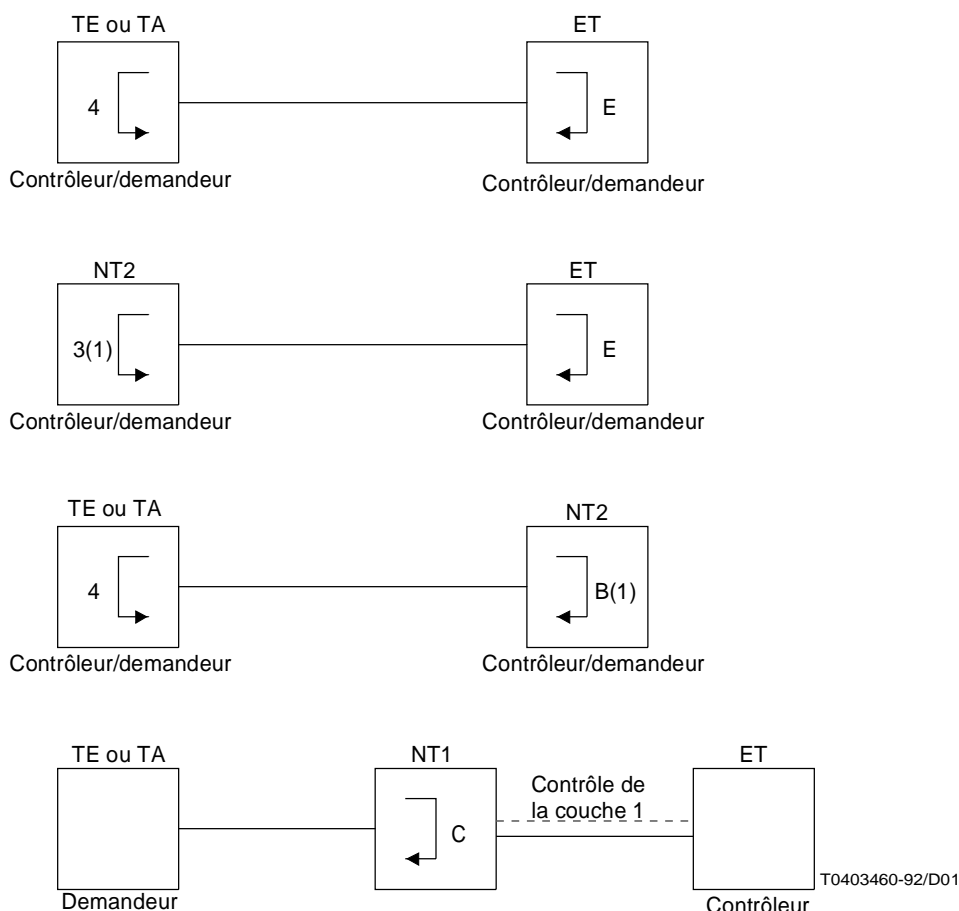 TE ou TA
ET
4
E
Contrôleur/demandeur
Contrôleur/demandeur
NT2
ET
3(1)
E
Contrôleur/demandeur
Contrôleur/demandeur
TE ou TA
NT2
4
B(1)
Contrôleur/demandeur
Contrôleur/demandeur
TE ou TA
NT1
ET
Contrôle de
la couche 1
C
T0403460-92/D01
Demandeur
Contrôleur